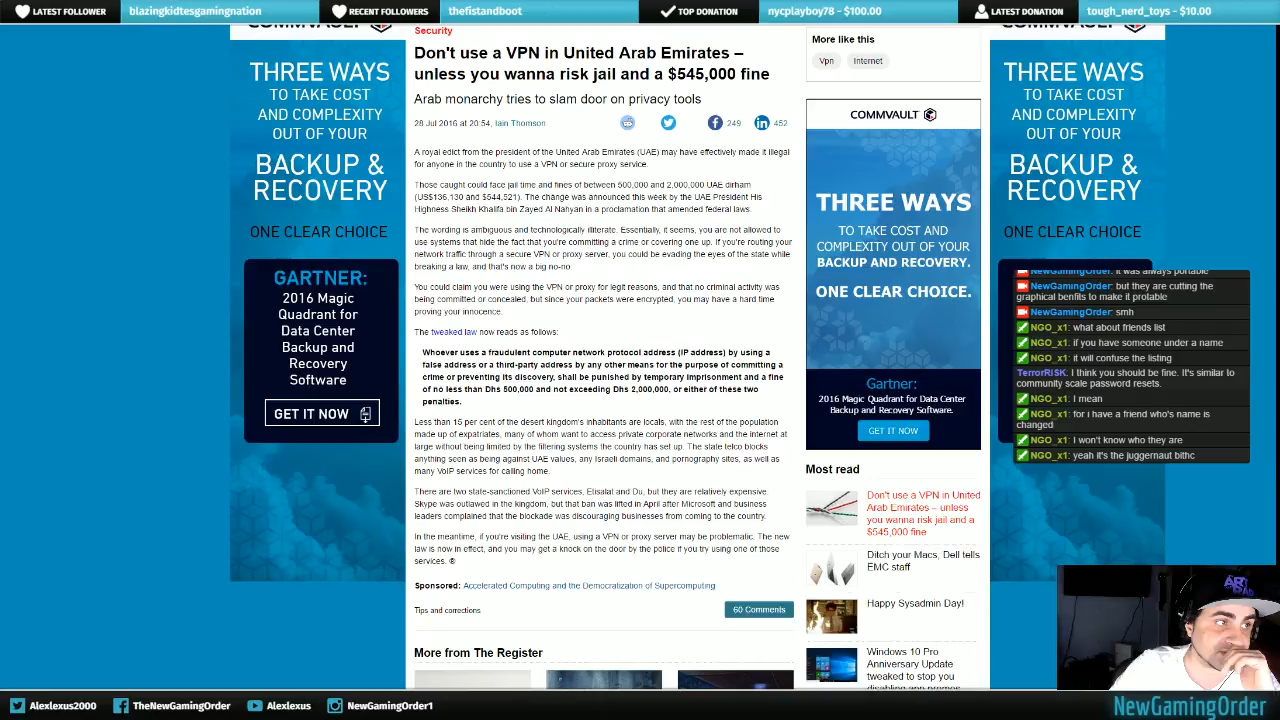 LATEST FOLLOWER
blazingkidtesgamingnation
RECENT FOLLOWERS
thefistandboot
TOP DONATION
nycplayboy78 - $100.00
LATEST DONATION
tough_nerd_toys - $10.00
THREE WAYS
TO TAKE COST
AND COMPLEXITY
OUT OF YOUR
BACKUP &
RECOVERY
ONE CLEAR CHOICE
GARTNER:
2016 Magic
Quadrant for
Data Center
Backup and
Recovery
Software
GET IT NOW
Security
Don't use a VPN in United Arab Emirates –
unless you wanna risk jail and a $545,000 fine
Arab monarchy tries to slam door on privacy tools
28 Jul 2016 at 20:54, Iain Thomson
249
452
A royal edict from the president of the United Arab Emirates (UAE) may have effectively made it illegal
for anyone in the country to use a VPN or secure proxy service.
Those caught could face jail time and fines of between 500,000 and 2,000,000 UAE dirham
(US$136,130 and $544,521). The change was announced this week by the UAE President His
Highness Sheikh Khalifa bin Zayed Al Nahyan in a proclamation that amended federal laws.
The wording is ambiguous and technologically illiterate. Essentially, it seems, you are not allowed to
use systems that hide the fact that you're committing a crime or covering one up. If you're routing your
network traffic through a secure VPN or proxy server, you could be evading the eyes of the state while
breaking a law, and that's now a big no-no.
You could claim you were using the VPN or proxy for legit reasons, and that no criminal activity was
being committed or concealed, but since your packets were encrypted, you may have a hard time
proving your innocence.
The tweaked law now reads as follows:
Whoever uses a fraudulent computer network protocol address (IP address) by using a
false address or a third-party address by any other means for the purpose of committing a
crime or preventing its discovery, shall be punished by temporary imprisonment and a fine
of no less than Dhs 500,000 and not exceeding Dhs 2,000,000, or either of these two
penalties.
Less than 15 per cent of the desert kingdom's inhabitants are locals, with the rest of the population
made up of expatriates, many of whom want to access private corporate networks and the internet at
large without being limited by the filtering systems the country has set up. The state telco blocks
anything seen as being against UAE values, any Israeli domains, and pornography sites, as well as
many VoIP services for calling home.
There are two state-sanctioned VoIP services, Etisalat and Du, but they are relatively expensive.
Skype was outlawed in the kingdom, but that ban was lifted in April after Microsoft and business
leaders complained that the blockade was discouraging businesses from coming to the country.
In the meantime, if you're visiting the UAE, using a VPN or proxy server may be problematic. The new
law is now in effect, and you may get a knock on the door by the police if you try using one of those
services. ®
Sponsored: Accelerated Computing and the Democratization of Supercomputing
Tips and corrections
60 Comments
More from The Register
More like this
Vpn
Internet
COMMVAULT
THREE WAYS
TO TAKE COST AND
COMPLEXITY OUT OF YOUR
BACKUP AND RECOVERY.
ONE CLEAR CHOICE.
Gartner:
2016 Magic Quadrant for Data Center
Backup and Recovery Software.
GET IT NOW
Most read
Don't use a VPN in United
Arab Emirates – unless
you wanna risk jail and a
$545,000 fine
Ditch your Macs, Dell tells
EMC staff
Happy Sysadmin Day!
Windows 10 Pro
Anniversary Update
tweaked to stop you
disabling app promos
THREE WAYS
TO TAKE COST
AND COMPLEXITY
OUT OF YOUR
BACKUP &
RECOVERY
ONE CLEAR CHOICE
NewGamingOrder: it was always portable
NewGamingOrder: but they are cutting the
graphical benfits to make it protable
NewGamingOrder: smh
NGO_x1: what about friends list
NGO_x1: if you have someone under a name
NGO_x1: it will confuse the listing
TerrorRISK: I think you should be fine. It's similar to
community scale password resets.
NGO_x1: I mean
NGO_x1: for i have a friend who's name is
changed
NGO_x1: I won't know who they are
NGO_x1: yeah it's the juggernaut bithc
Alexlexus2000
TheNewGamingOrder
Alexlexus
NewGamingOrder1
NewGamingOrder